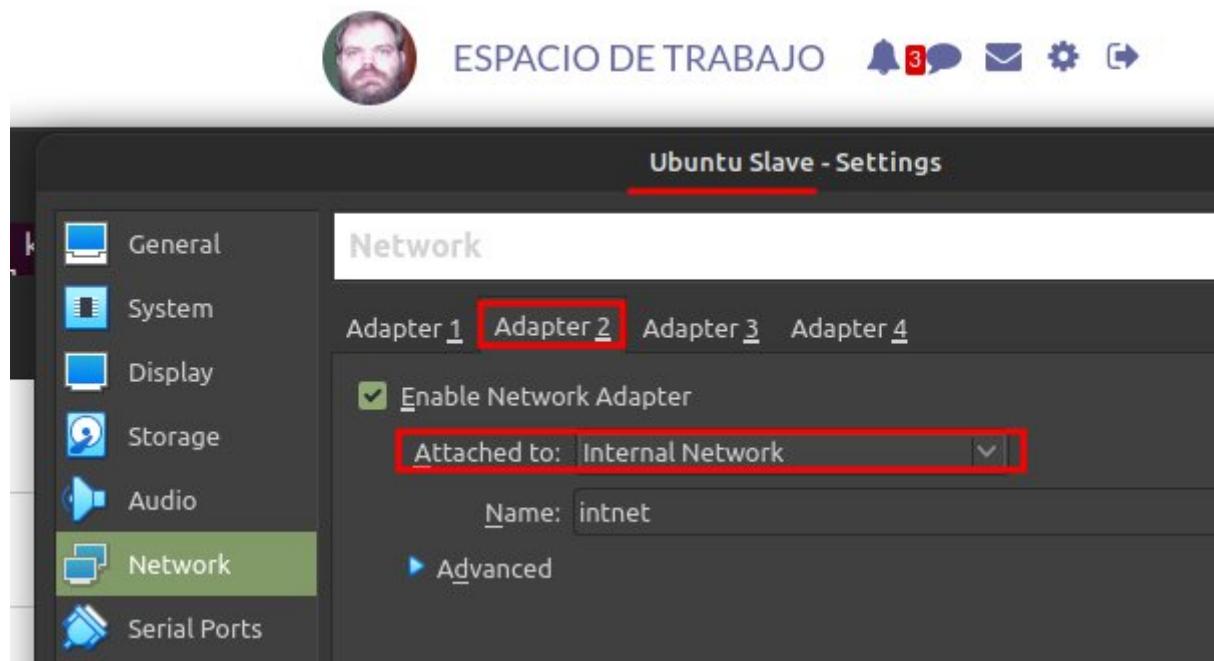 ESPACIO DE TRABAJO 3
Ubuntu Slave - Settings
General
Network
System
Adapter 1 Adapter 2 Adapter 3 Adapter 4
Display
Enable Network Adapter
Storage
Attached to: Internal Network
Audio
Name: intnet
Network
Advanced
Serial Ports